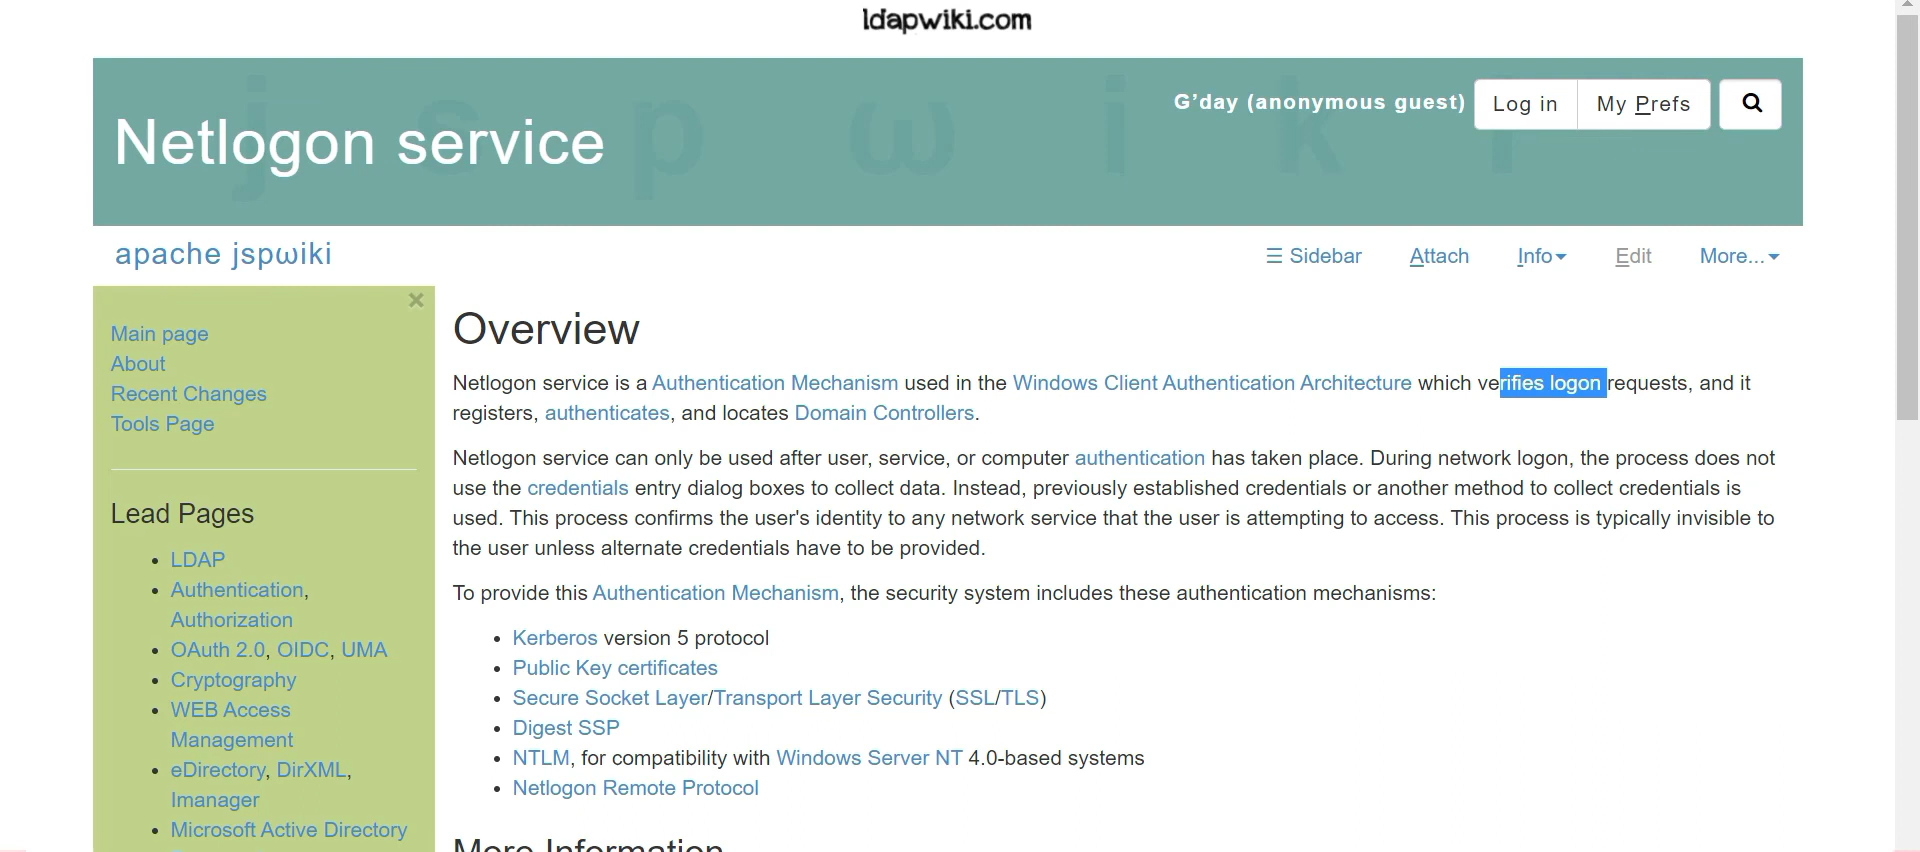 ldapwiki.com
G’day (anonymous guest) Log in My Prefs
Netlogon service
apache jspωiki
☰ Sidebar Attach Info Edit More...
Main page
About
Recent Changes
Tools Page
Lead Pages
• LDAP
• Authentication,
Authorization
• OAuth 2.0, OIDC, UMA
• Cryptography
• WEB Access
Management
• eDirectory, DirXML,
Imanager
• Microsoft Active Directory
Overview
Netlogon service is a Authentication Mechanism used in the Windows Client Authentication Architecture which verifies logon requests, and it
registers, authenticates, and locates Domain Controllers.
Netlogon service can only be used after user, service, or computer authentication has taken place. During network logon, the process does not
use the credentials entry dialog boxes to collect data. Instead, previously established credentials or another method to collect credentials is
used. This process confirms the user's identity to any network service that the user is attempting to access. This process is typically invisible to
the user unless alternate credentials have to be provided.
To provide this Authentication Mechanism, the security system includes these authentication mechanisms:
• Kerberos version 5 protocol
• Public Key certificates
• Secure Socket Layer/Transport Layer Security (SSL/TLS)
• Digest SSP
• NTLM, for compatibility with Windows Server NT 4.0-based systems
• Netlogon Remote Protocol
More Information